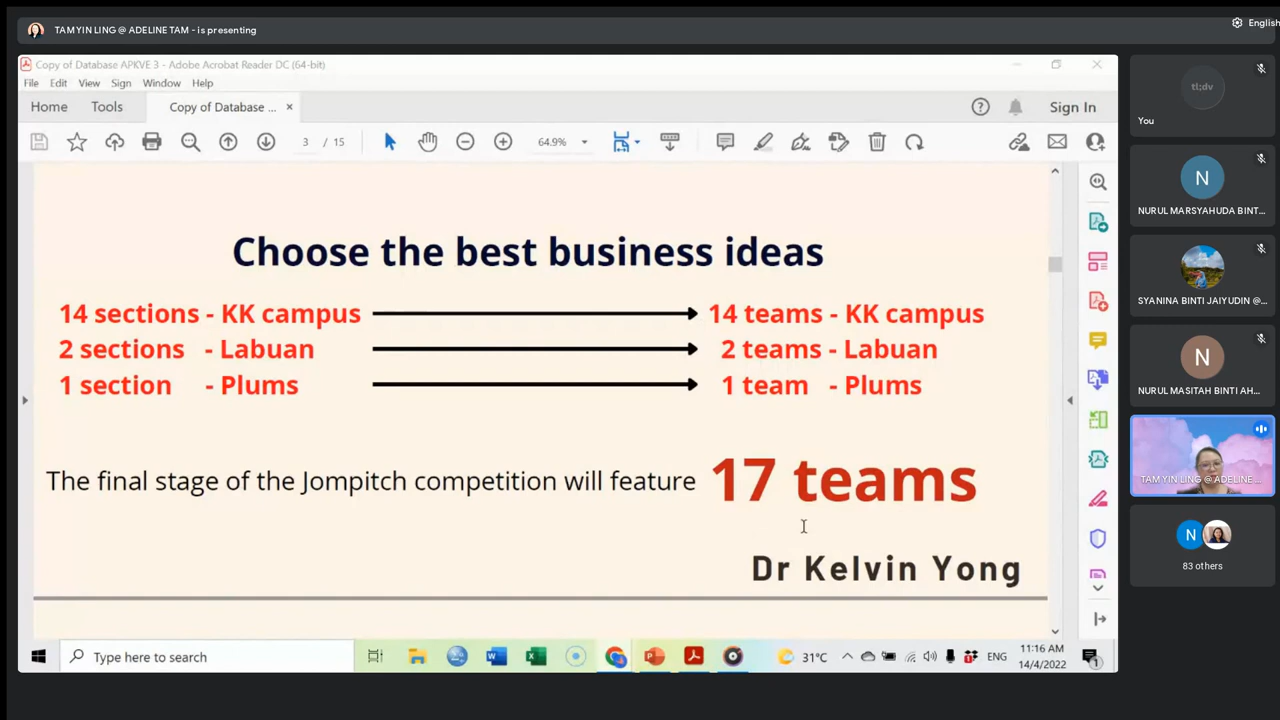 TAM YIN LING @ ADELINE TAM - is presenting
English
Copy of Database APKVE 3 - Adobe Acrobat Reader DC (64-bit)
File Edit View Sign Window Help
Home Tools Copy of Database ... × Sign In
3 / 15 64.9%
Choose the best business ideas
14 sections - KK campus 14 teams - KK campus
2 sections - Labuan 2 teams - Labuan
1 section - Plums 1 team - Plums
The final stage of the Jompitch competition will feature 17 teams
Dr Kelvin Yong
Type here to search
31°C ENG 11:16 AM
14/4/2022
1
tl;dv
You
N
NURUL MARSYAHUDA BINT...
SYANINA BINTI JAIYUDIN @...
N
NURUL MASITAH BINTI AH...
TAM YIN LING @ ADELINE ...
N
83 others